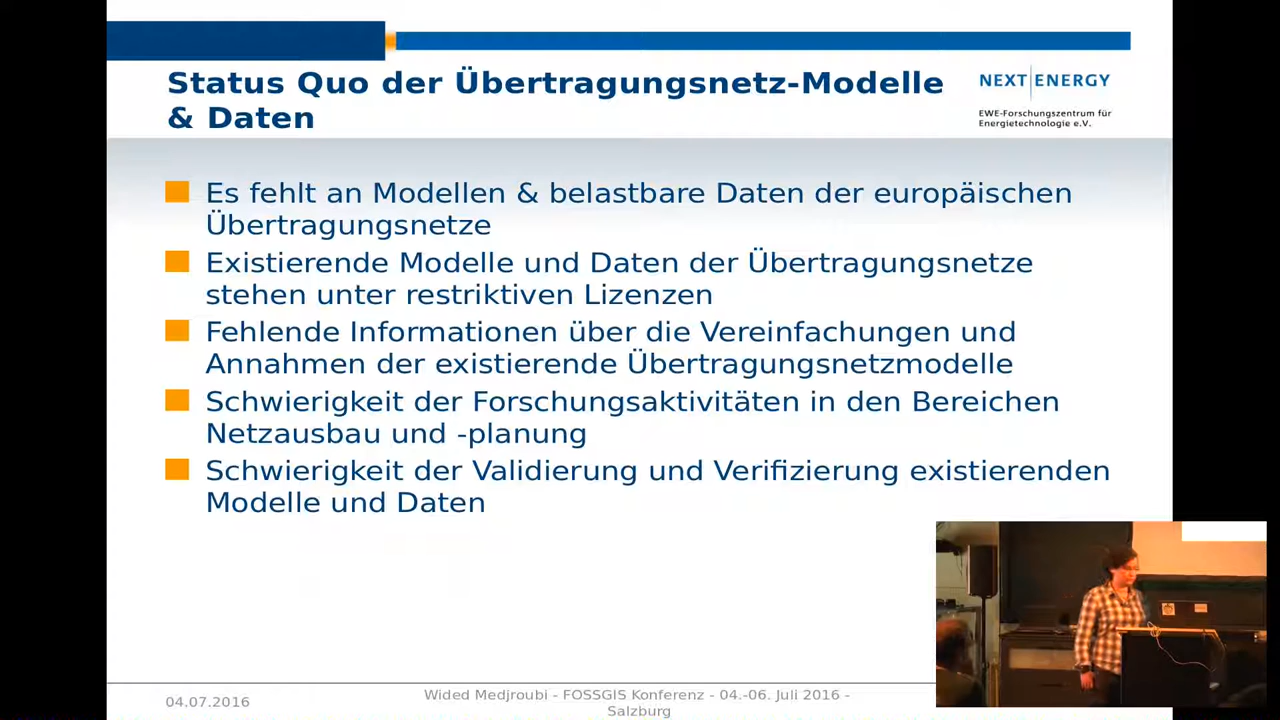 Status Quo der Übertragungsnetz-Modelle
& Daten
NEXT ENERGY
EWE-Forschungszentrum für
Energietechnologie e.V.
Es fehlt an Modellen & belastbare Daten der europäischen
Übertragungsnetze
Existierende Modelle und Daten der Übertragungsnetze
stehen unter restriktiven Lizenzen
Fehlende Informationen über die Vereinfachungen und
Annahmen der existierende Übertragungsnetzmodelle
Schwierigkeit der Forschungsaktivitäten in den Bereichen
Netzausbau und -planung
Schwierigkeit der Validierung und Verifizierung existierenden
Modelle und Daten
04.07.2016
Wided Medjroubi - FOSSGIS Konferenz - 04.-06. Juli 2016 -
Salzburg